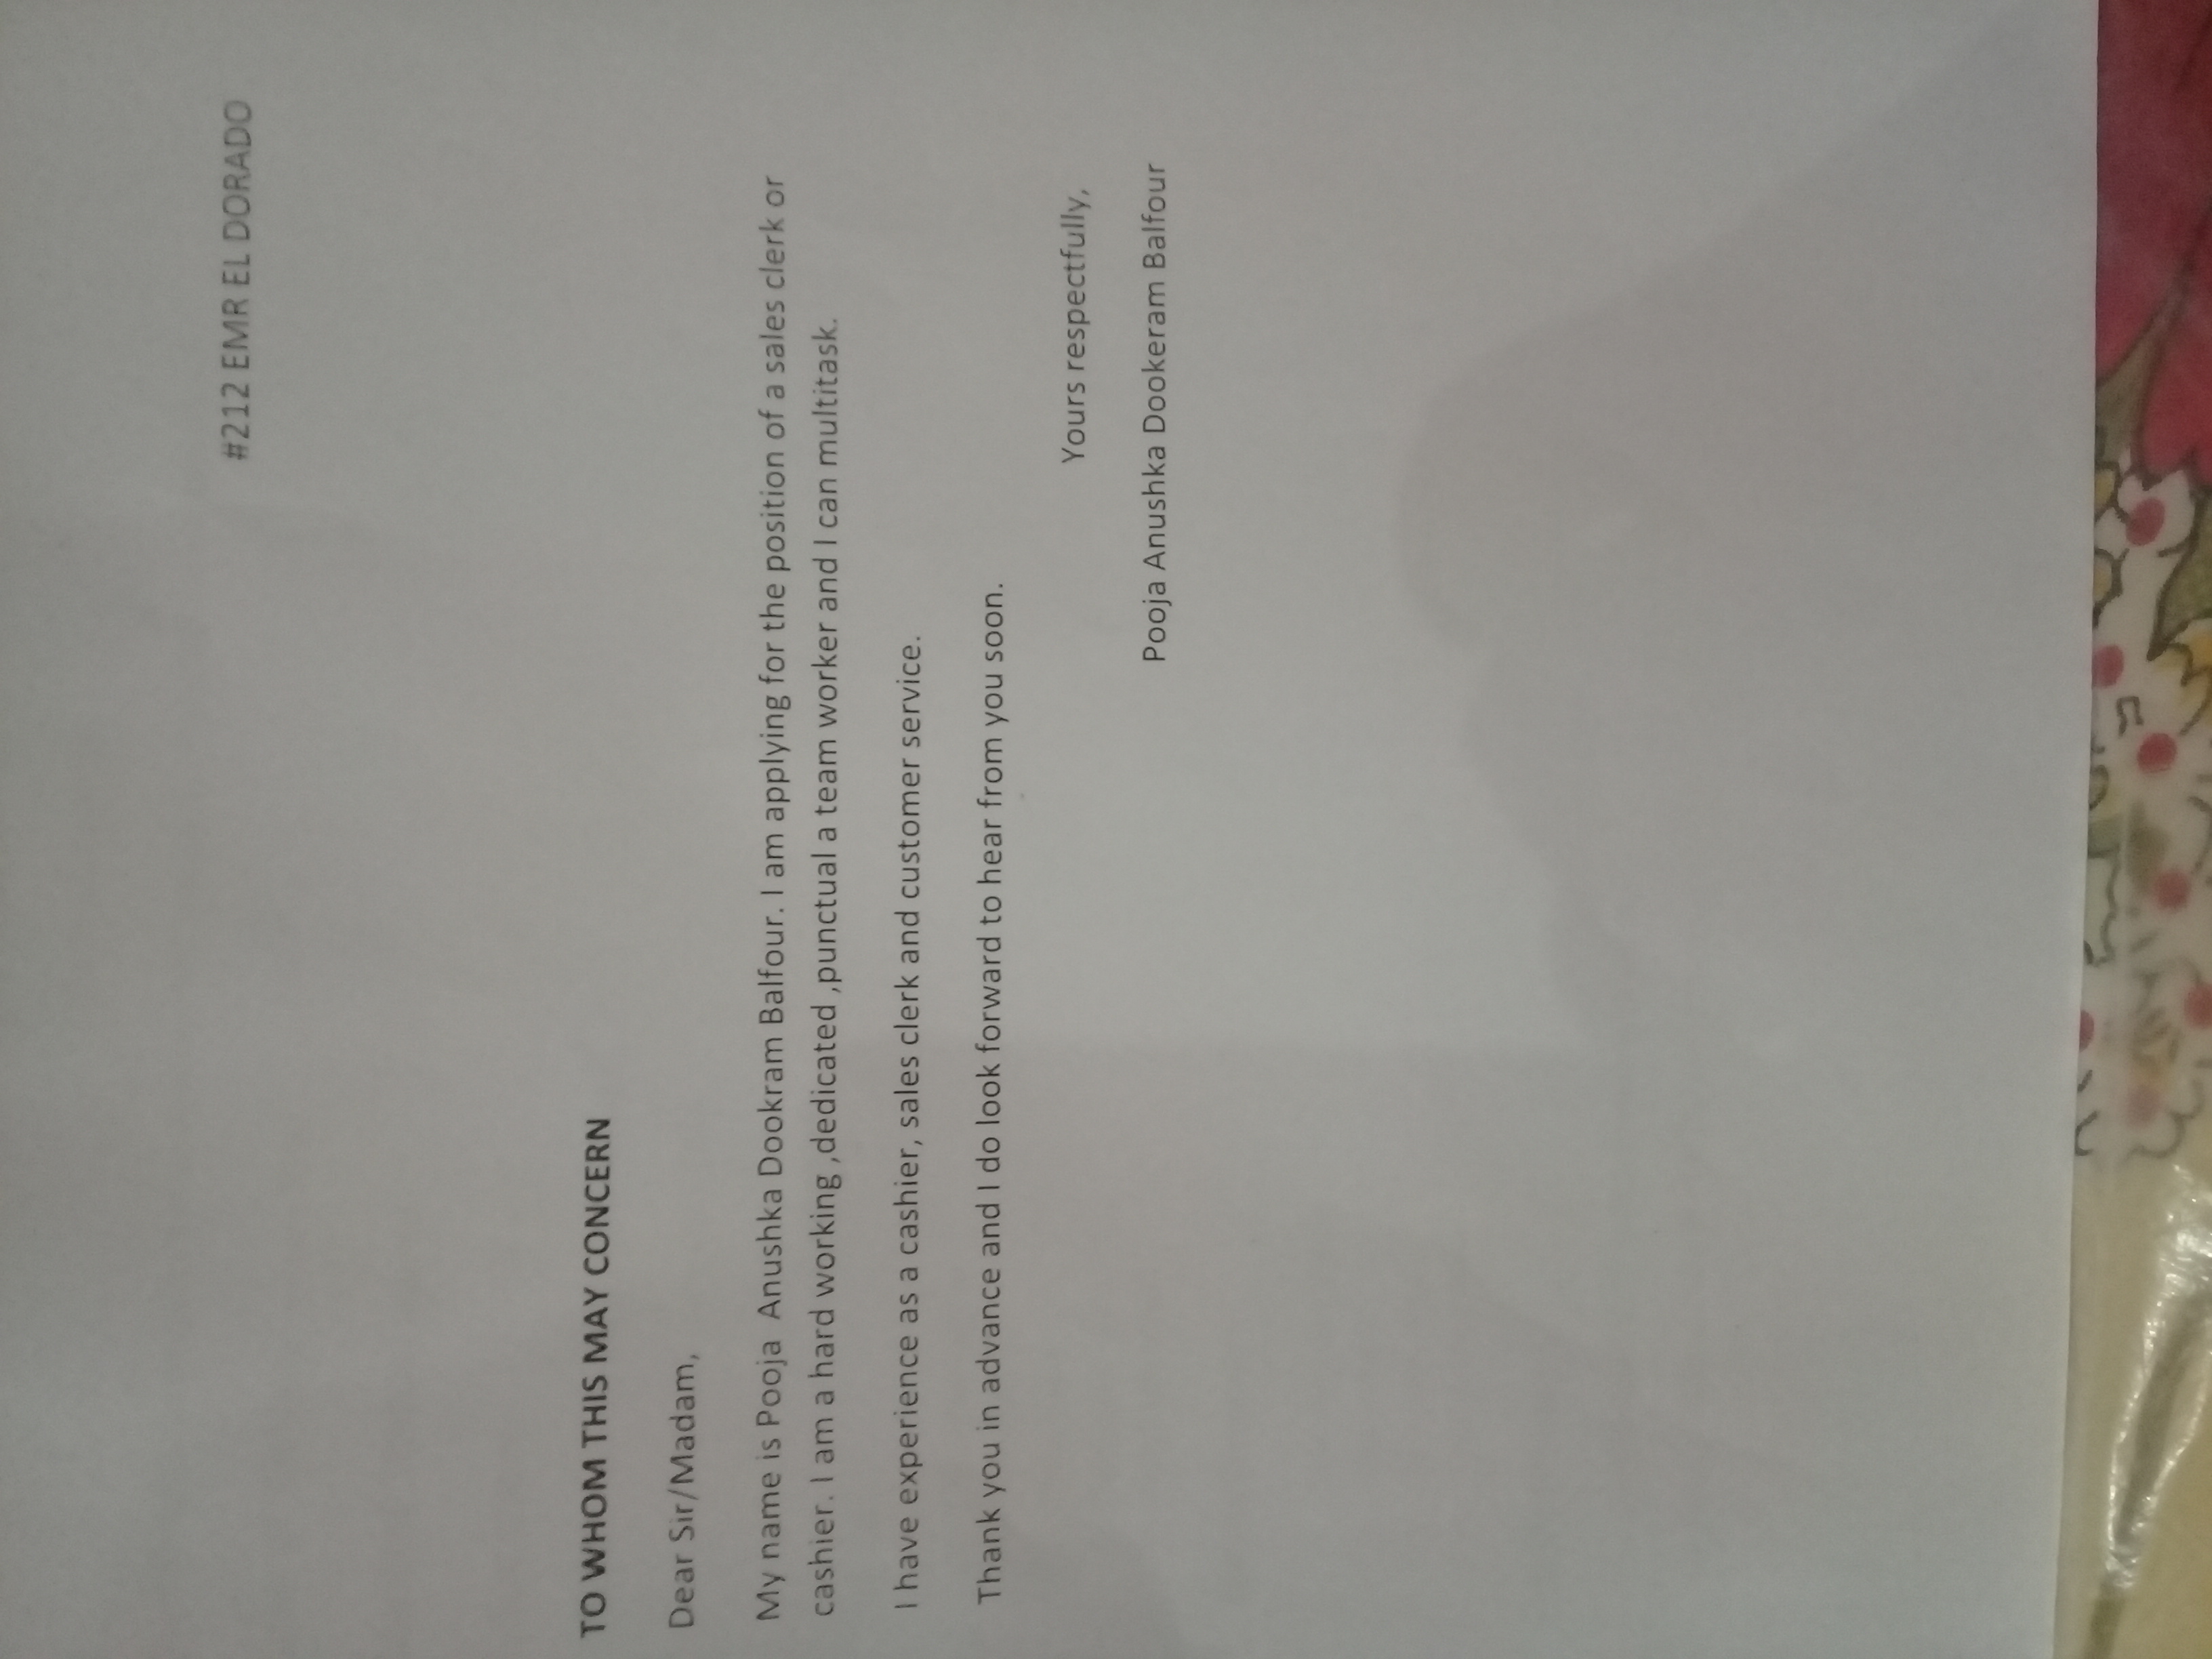 #212 EMR EL DORADO
TO WHOM THIS MAY CONCERN
Dear Sir/Madam,
My name is Pooja  Anushka Dookram Balfour. I am applying for the position of a sales clerk or
cashier. I am a hard working ,dedicated ,punctual a team worker and I can multitask.
I have experience as a cashier, sales clerk and customer service.
Thank you in advance and I do look forward to hear from you soon.
Yours respectfully,
Pooja Anushka Dookeram Balfour